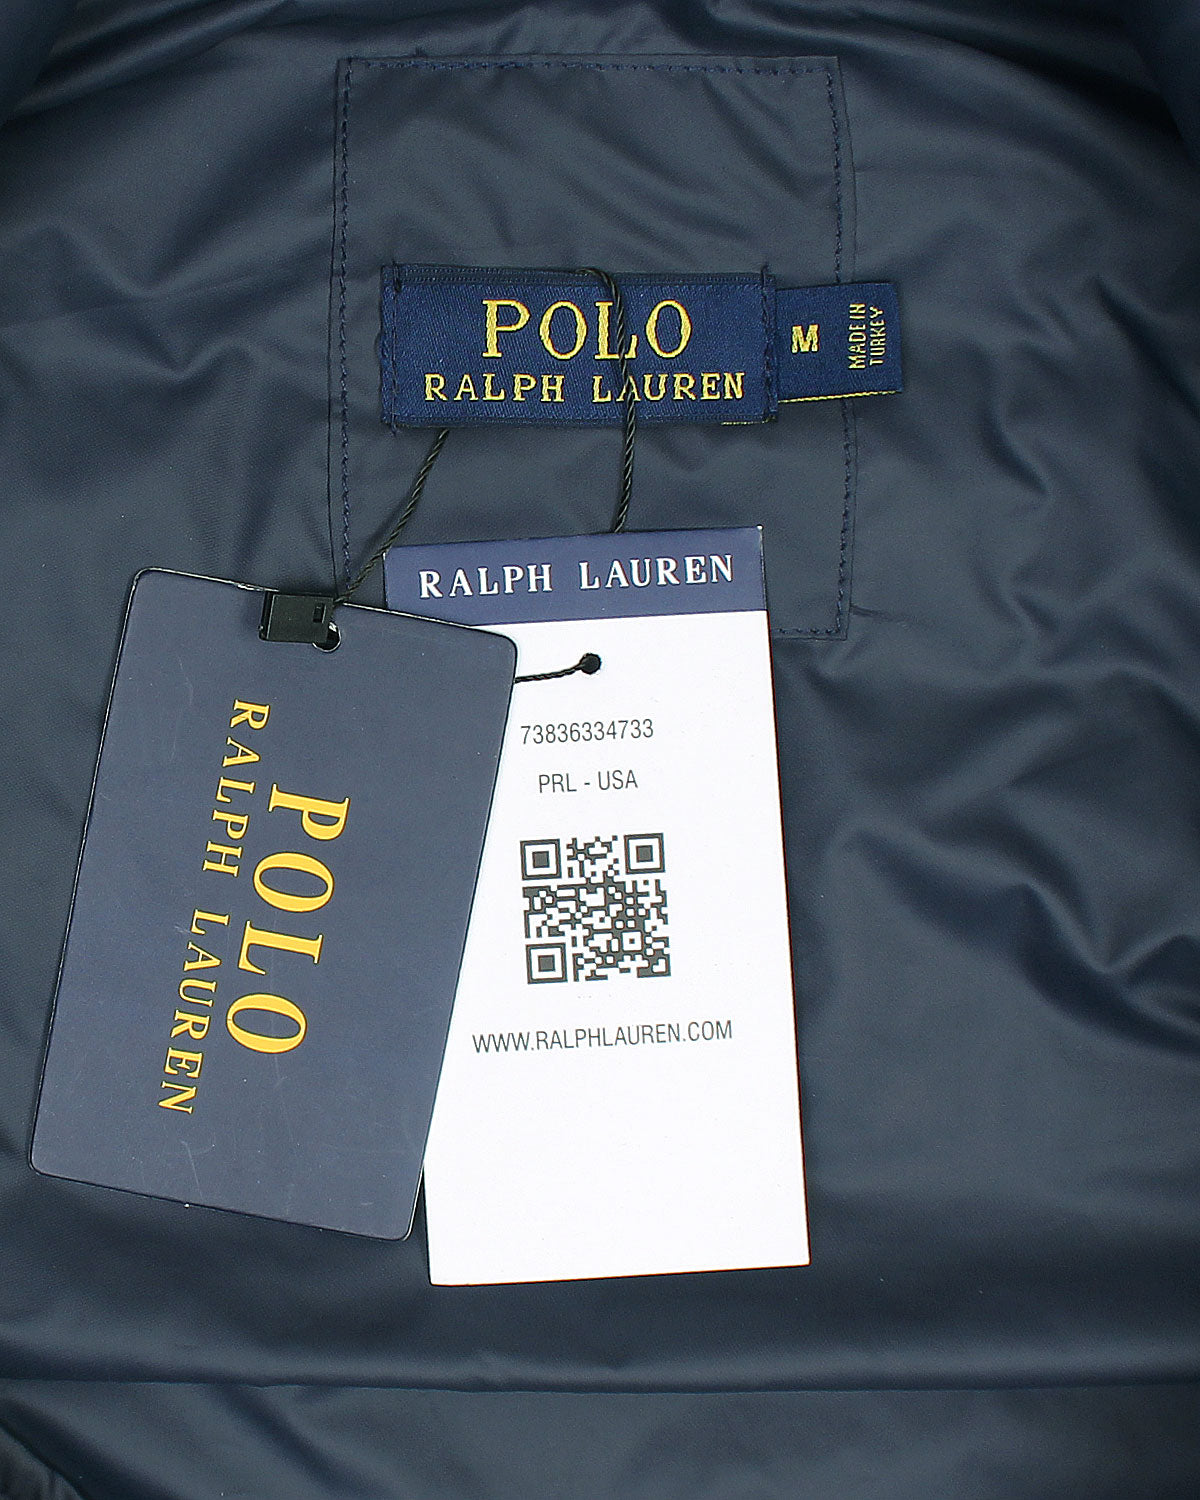 POLO
RALPH LAUREN
M
MADE IN
TURKEY
RALPH LAUREN
73836334733
PRL - USA
WWW.RALPHLAUREN.COM
POLO
RALPH LAUREN